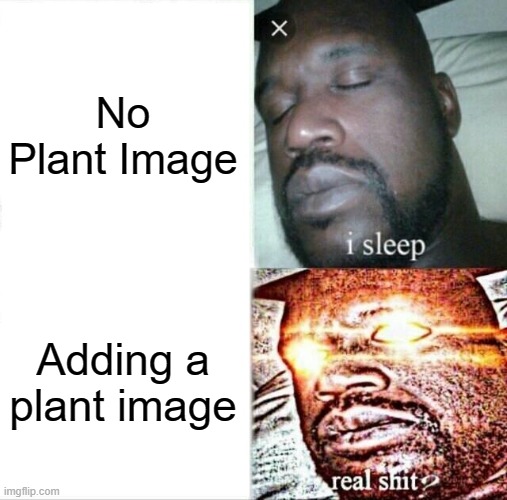 No
Plant Image
i sleep
Adding a
plant image
real shit?
imgflip.com